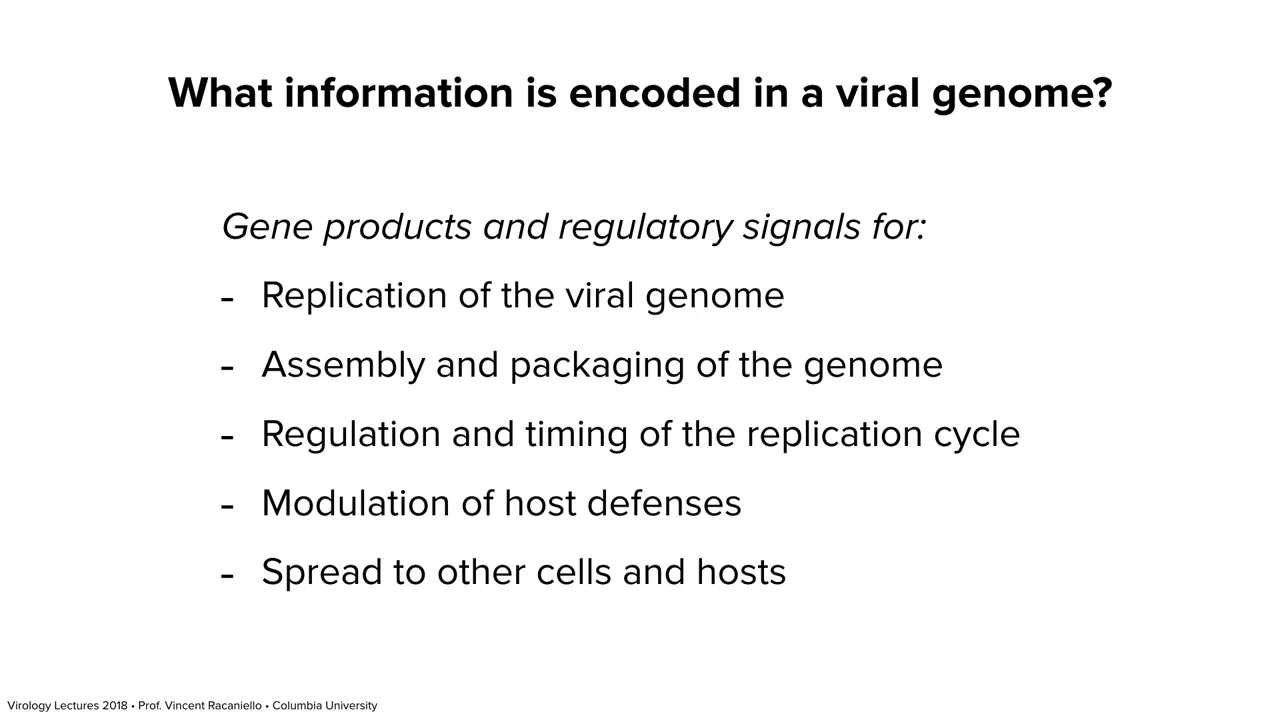 What information is encoded in a viral genome?
Gene products and regulatory signals for:
- Replication of the viral genome
- Assembly and packaging of the genome
- Regulation and timing of the replication cycle
- Modulation of host defenses
- Spread to other cells and hosts
Virology Lectures 2018 • Prof. Vincent Racaniello • Columbia University